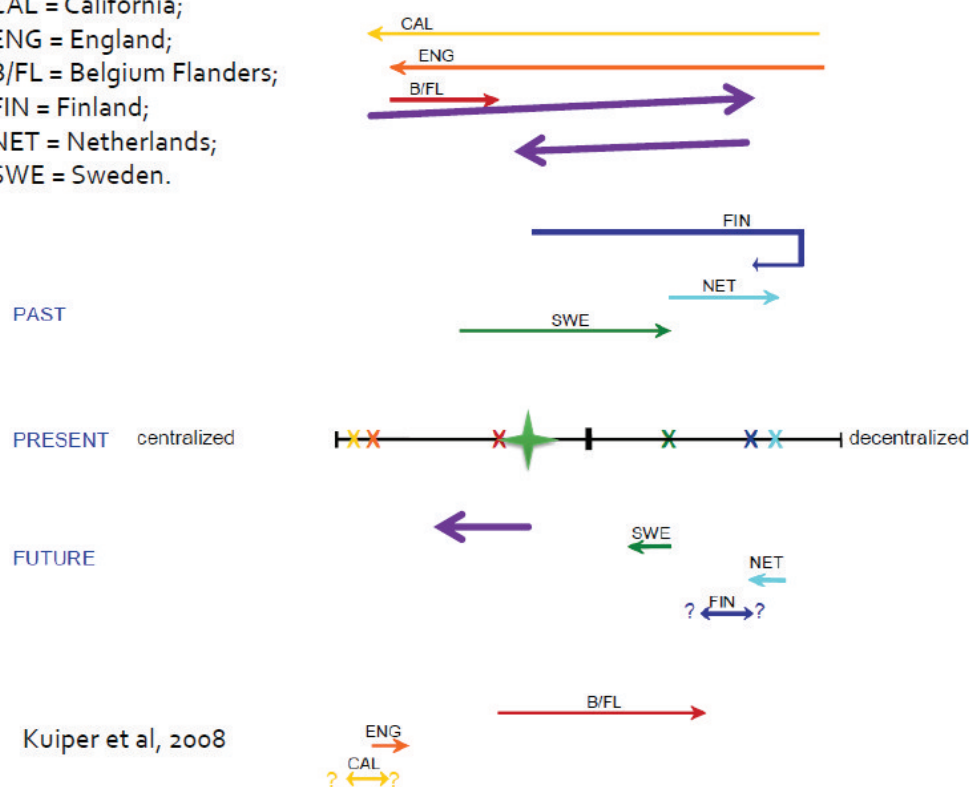 CAL = California;
ENG = England;
B/FL = Belgium Flanders;
FIN = Finland;
NET = Netherlands;
SWE = Sweden.
CAL
ENG
B/FL
FIN
NET
PAST
SWE
PRESENT centralized X X X X X X decentralized
SWE
FUTURE
NET
? FIN ?
B/FL
Kuiper et al, 2008
ENG
CAL
? ?